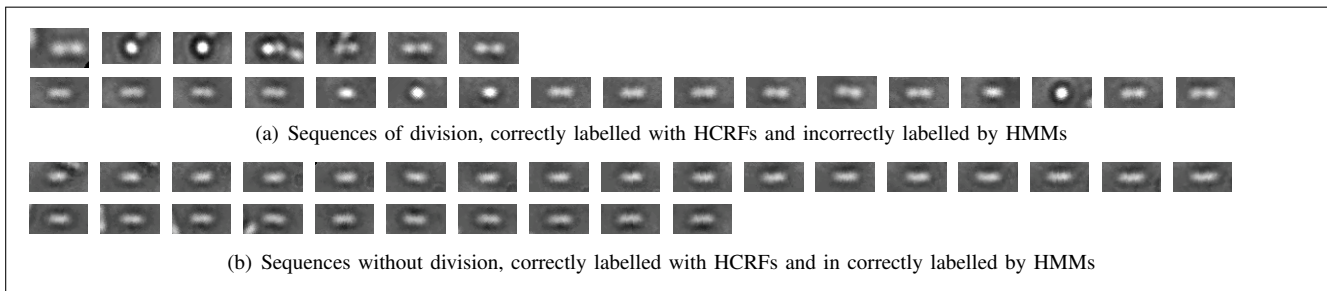 (a) Sequences of division, correctly labelled with HCRFs and incorrectly labelled by HMMs
(b) Sequences without division, correctly labelled with HCRFs and in correctly labelled by HMMs